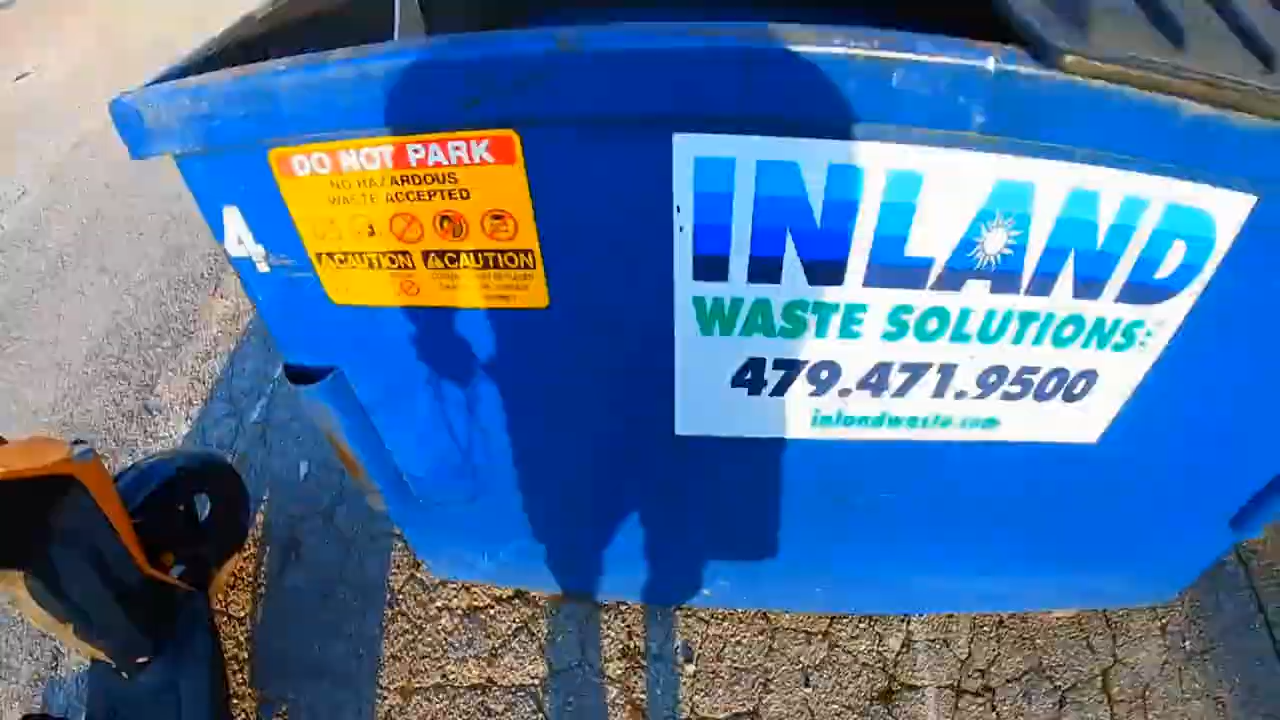 DO NOT PARK
NO HAZARDOUS
WASTE ACCEPTED
CAUTION CAUTION
4
INLAND
WASTE SOLUTIONS
479.471.9500
inlandwaste.com